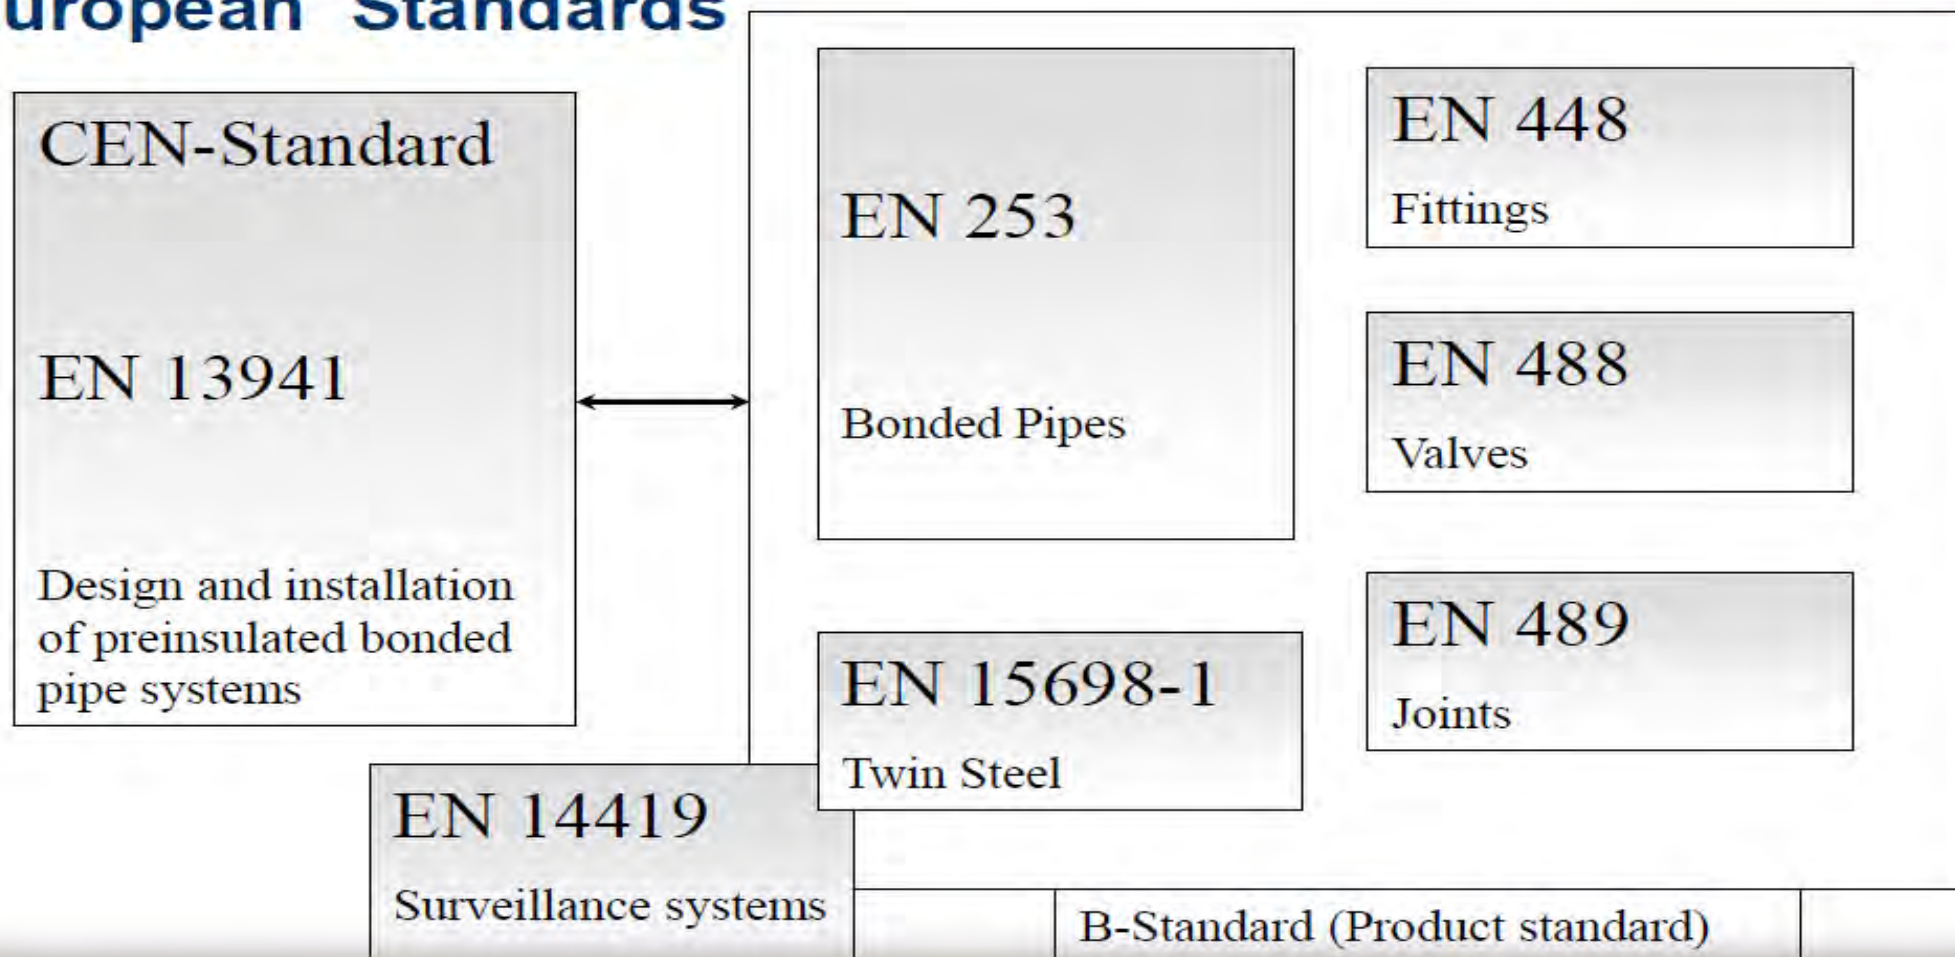 European Standards
CEN-Standard
EN 13941
Design and installation
of preinsulated bonded
pipe systems
EN 253
Bonded Pipes
EN 448
Fittings
EN 488
Valves
EN 15698-1
Twin Steel
EN 489
Joints
EN 14419
Surveillance systems
B-Standard (Product standard)